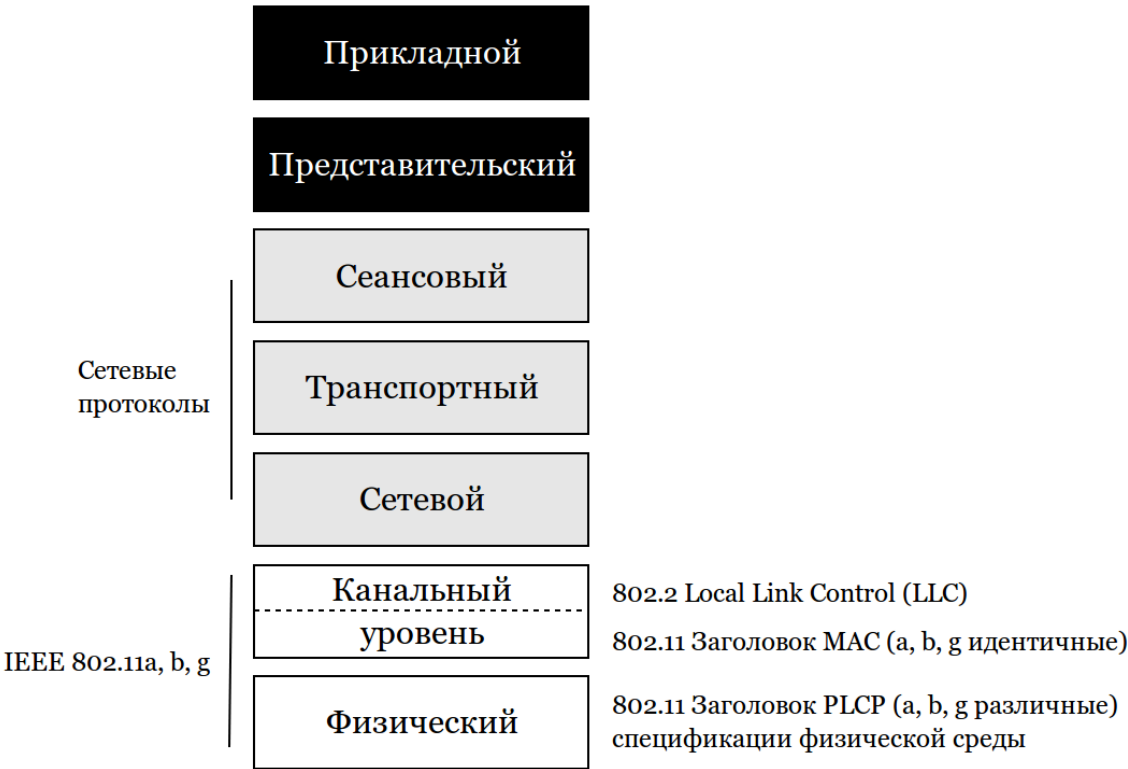 Прикладной
Представительский
Сеансовый
Сетевые
протоколы
Транспортный
Сетевой
IEEE 802.11a, b, g
Канальный
уровень
802.2 Local Link Control (LLC)
802.11 Заголовок MAC (a, b, g идентичные)
Физический
802.11 Заголовок PLCP (a, b, g различные)
спецификации физической среды